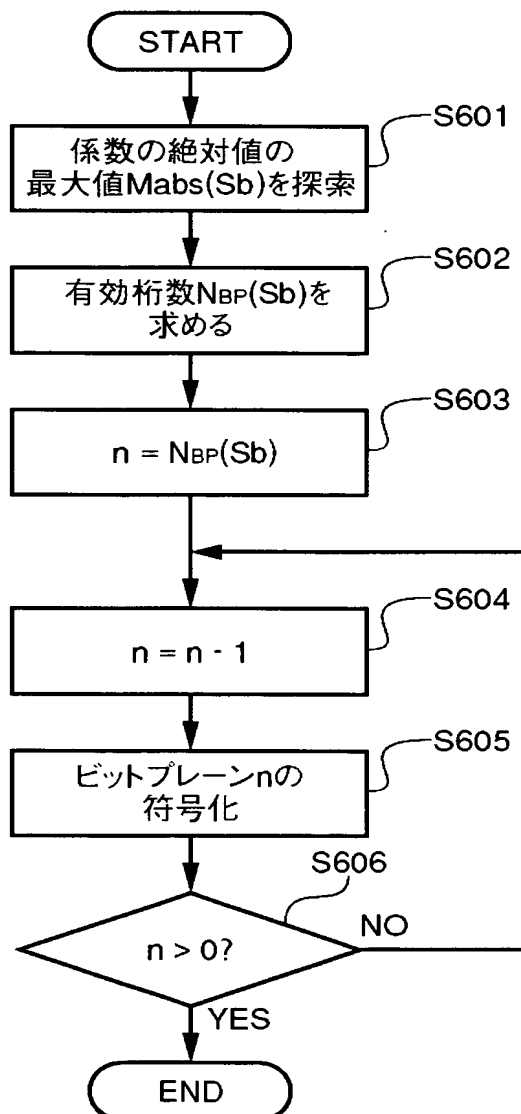 START
S601
係数の絶対値の
最大値Mabs(Sb)を探索
S602
有効桁数NBP(Sb)を
求める
S603
n = NBP(Sb)
S604
n = n - 1
S605
ビットプレーンnの
符号化
S606
n > 0?
NO
YES
END